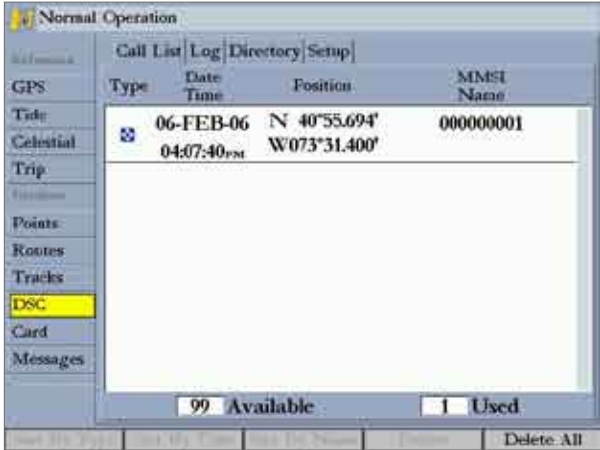 Normal Operation
Call List Log Directory Setup
Reference
GPS
Tide
Celestial
Trip
Points
Routes
Tracks
DSC
Card
Messages
Type Date Time Position MMSI Name
06-FEB-06 N 40°55.694' 000000001
04:07:40PM W073°31.400'
99 Available 1 Used
Delete All